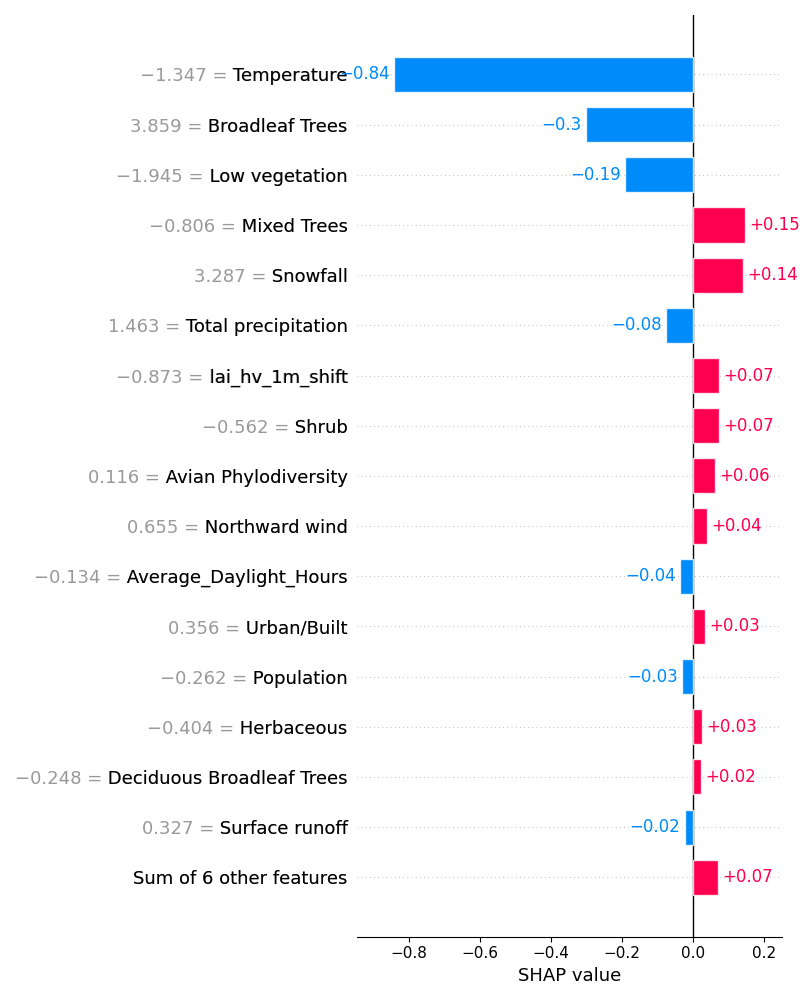 −1.347 = Temperature −0.84
3.859 = Broadleaf Trees −0.3
−1.945 = Low vegetation −0.19
−0.806 = Mixed Trees +0.15
3.287 = Snowfall +0.14
1.463 = Total precipitation −0.08
−0.873 = lai_hv_1m_shift +0.07
−0.562 = Shrub +0.07
0.116 = Avian Phylodiversity +0.06
0.655 = Northward wind +0.04
−0.134 = Average_Daylight_Hours −0.04
0.356 = Urban/Built +0.03
−0.262 = Population −0.03
−0.404 = Herbaceous +0.03
−0.248 = Deciduous Broadleaf Trees +0.02
0.327 = Surface runoff −0.02
Sum of 6 other features +0.07
−0.8 −0.6 −0.4 −0.2 0.0 0.2
SHAP value